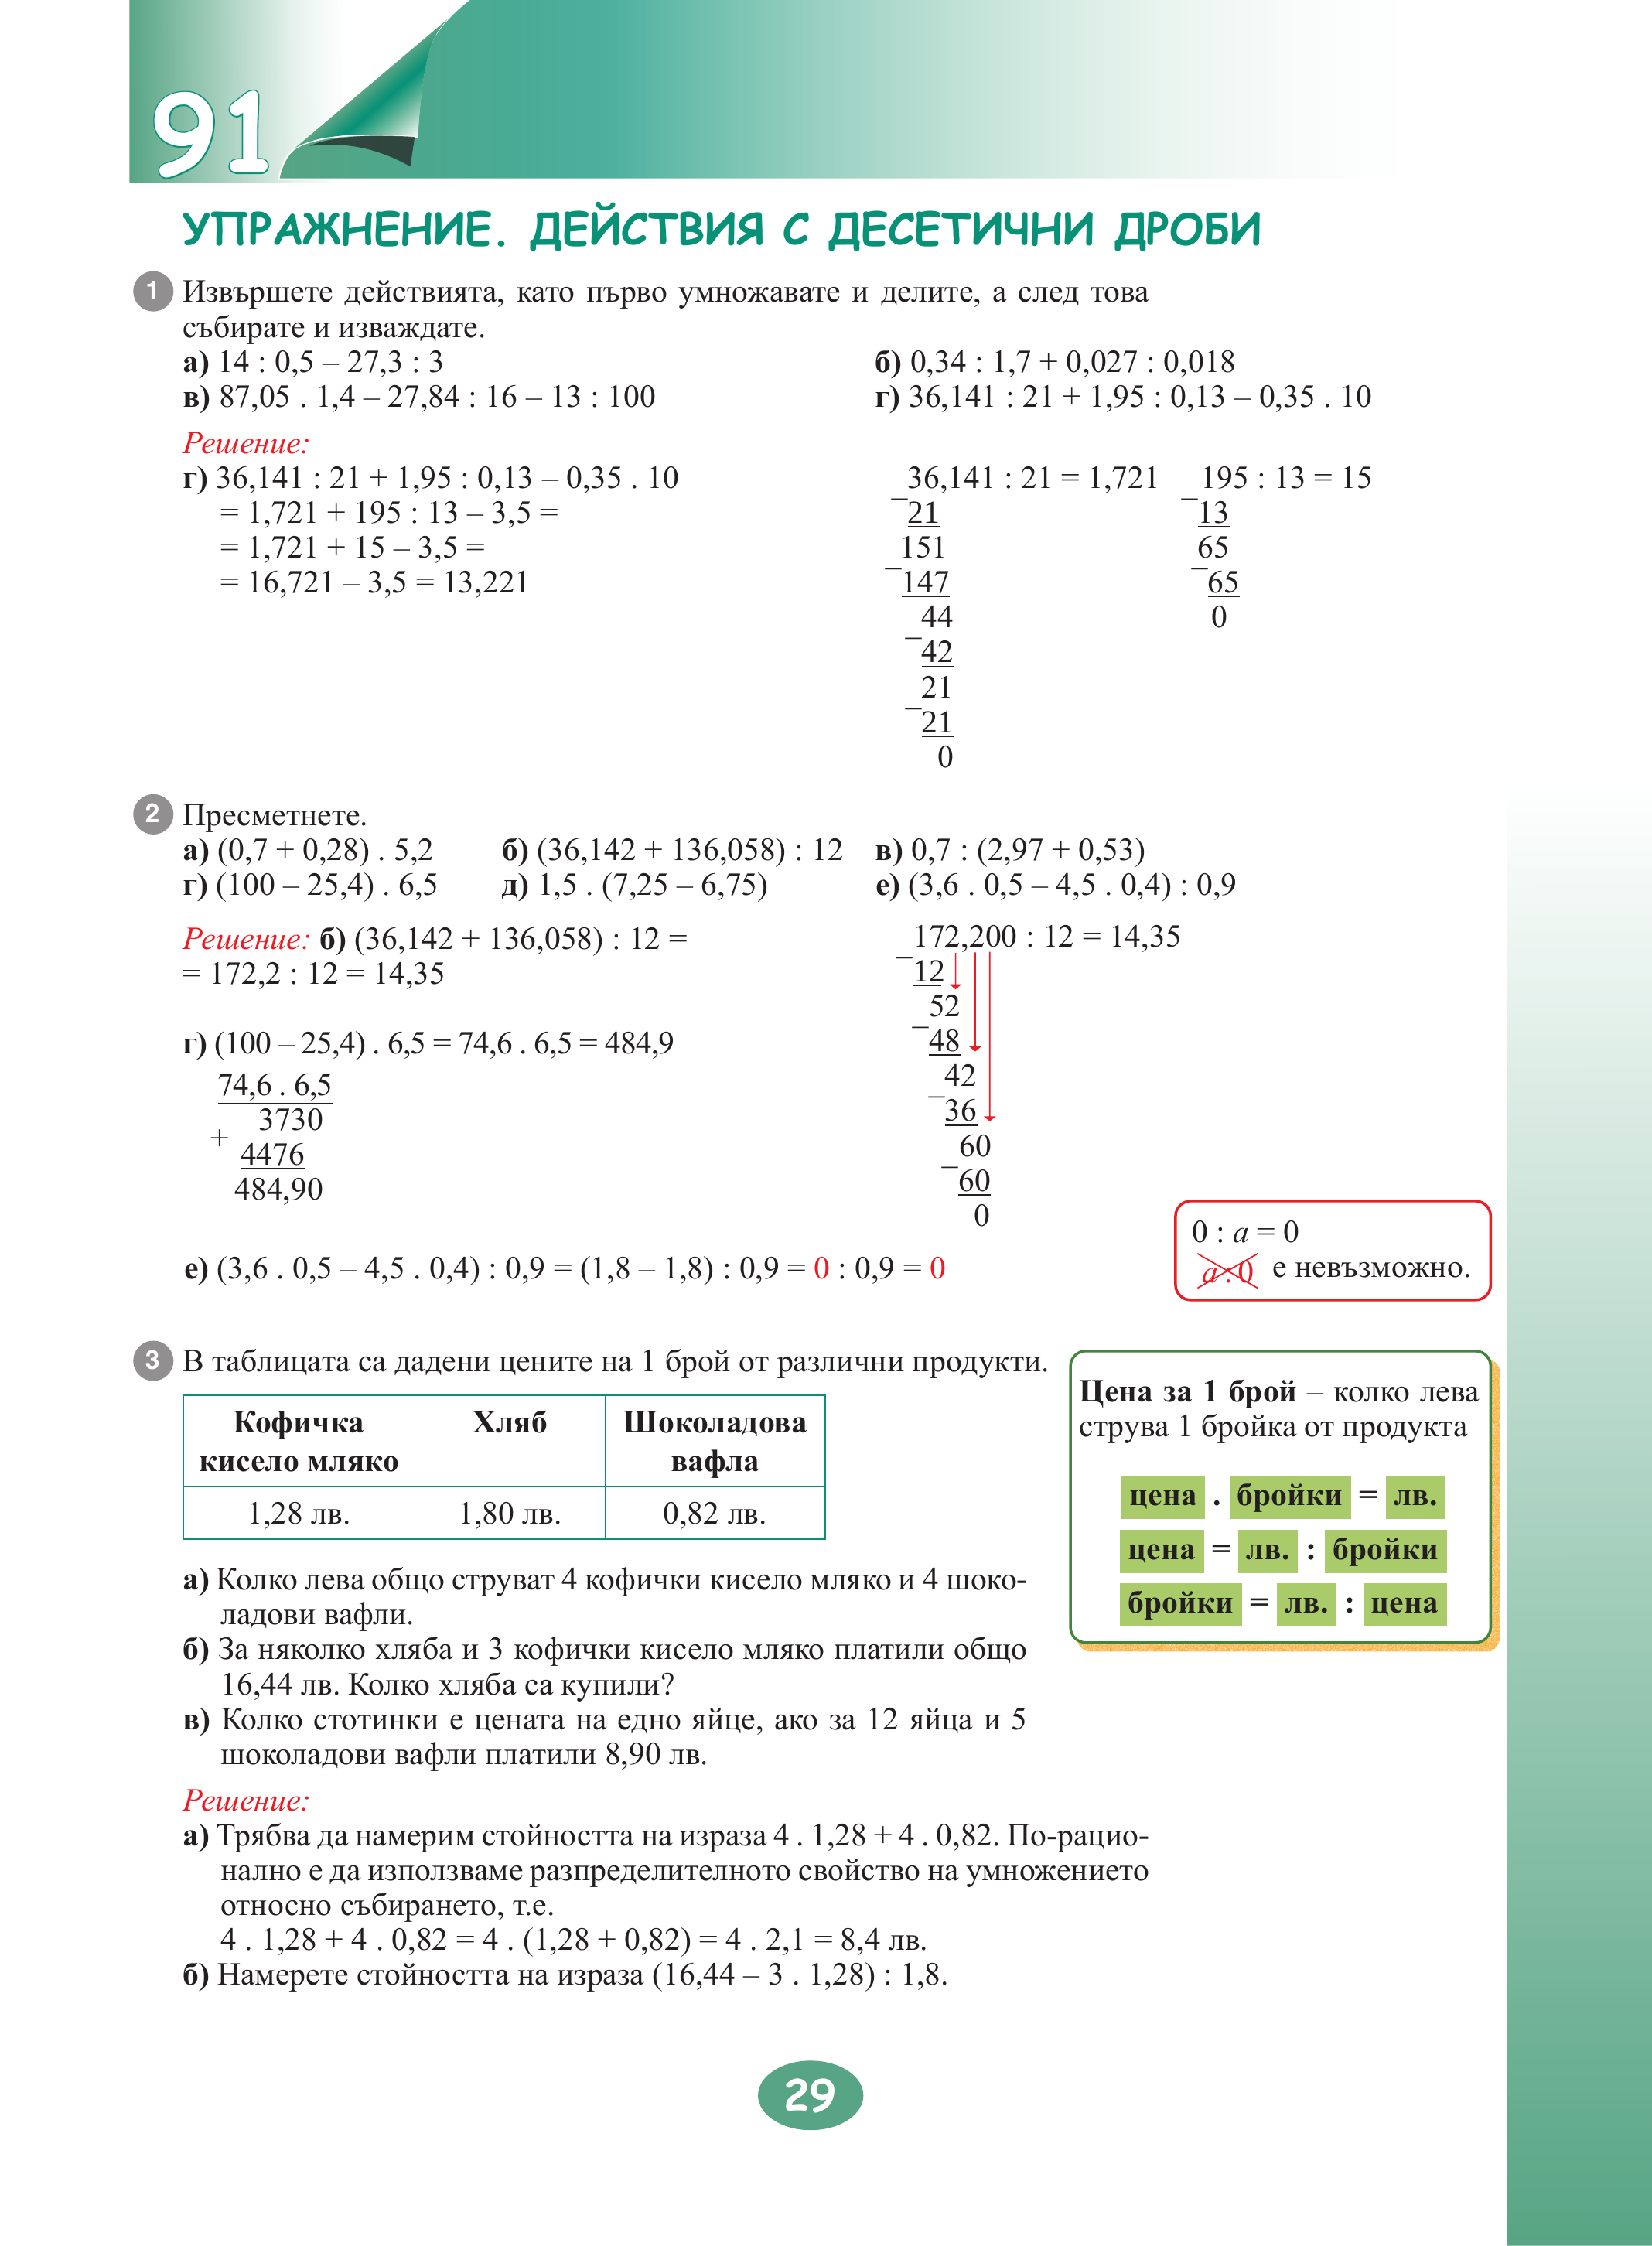 91
УПРАЖНЕНИЕ. ДЕЙСТВИЯ С ДЕСЕТИЧНИ ДРОБИ
1 Извършете действията, като първо умножавате и делите, а след това
събирате и изваждате.
а) 14 : 0,5 – 27,3 : 3
б) 0,34 : 1,7 + 0,027 : 0,018
в) 87,05 . 1,4 – 27,84 : 16 – 13 : 100
г) 36,141 : 21 + 1,95 : 0,13 – 0,35 . 10
Решение:
г) 36,141 : 21 + 1,95 : 0,13 – 0,35 . 10
= 1,721 + 195 : 13 – 3,5 =
= 1,721 + 15 – 3,5 =
= 16,721 – 3,5 = 13,221
36,141 : 21 = 1,721
– 21
151
– 147
44
– 42
21
– 21
0
195 : 13 = 15
– 13
65
– 65
0
2 Пресметнете.
а) (0,7 + 0,28) . 5,2
б) (36,142 + 136,058) : 12
в) 0,7 : (2,97 + 0,53)
г) (100 – 25,4) . 6,5
д) 1,5 . (7,25 – 6,75)
е) (3,6 . 0,5 – 4,5 . 0,4) : 0,9
Решение: б) (36,142 + 136,058) : 12 =
= 172,2 : 12 = 14,35
172,200 : 12 = 14,35
– 12
52
– 48
42
– 36
60
– 60
0
г) (100 – 25,4) . 6,5 = 74,6 . 6,5 = 484,9
74,6 . 6,5
3730
+
4476
484,90
0 : a = 0
a : 0 е невъзможно.
е) (3,6 . 0,5 – 4,5 . 0,4) : 0,9 = (1,8 – 1,8) : 0,9 = 0 : 0,9 = 0
3 В таблицата са дадени цените на 1 брой от различни продукти.
Кофичка
кисело мляко
Хляб
Шоколадова
вафла
1,28 лв.
1,80 лв.
0,82 лв.
Цена за 1 брой – колко лева
струва 1 бройка от продукта
цена . бройки = лв.
цена = лв. : бройки
бройки = лв. : цена
а) Колко лева общо струват 4 кофички кисело мляко и 4 шоко-
ладови вафли.
б) За няколко хляба и 3 кофички кисело мляко платили общо
16,44 лв. Колко хляба са купили?
в) Колко стотинки е цената на едно яйце, ако за 12 яйца и 5
шоколадови вафли платили 8,90 лв.
Решение:
а) Трябва да намерим стойността на израза 4 . 1,28 + 4 . 0,82. По-рацио-
нално е да използваме разпределителното свойство на умножението
относно събирането, т.е.
4 . 1,28 + 4 . 0,82 = 4 . (1,28 + 0,82) = 4 . 2,1 = 8,4 лв.
б) Намерете стойността на израза (16,44 – 3 . 1,28) : 1,8.
29